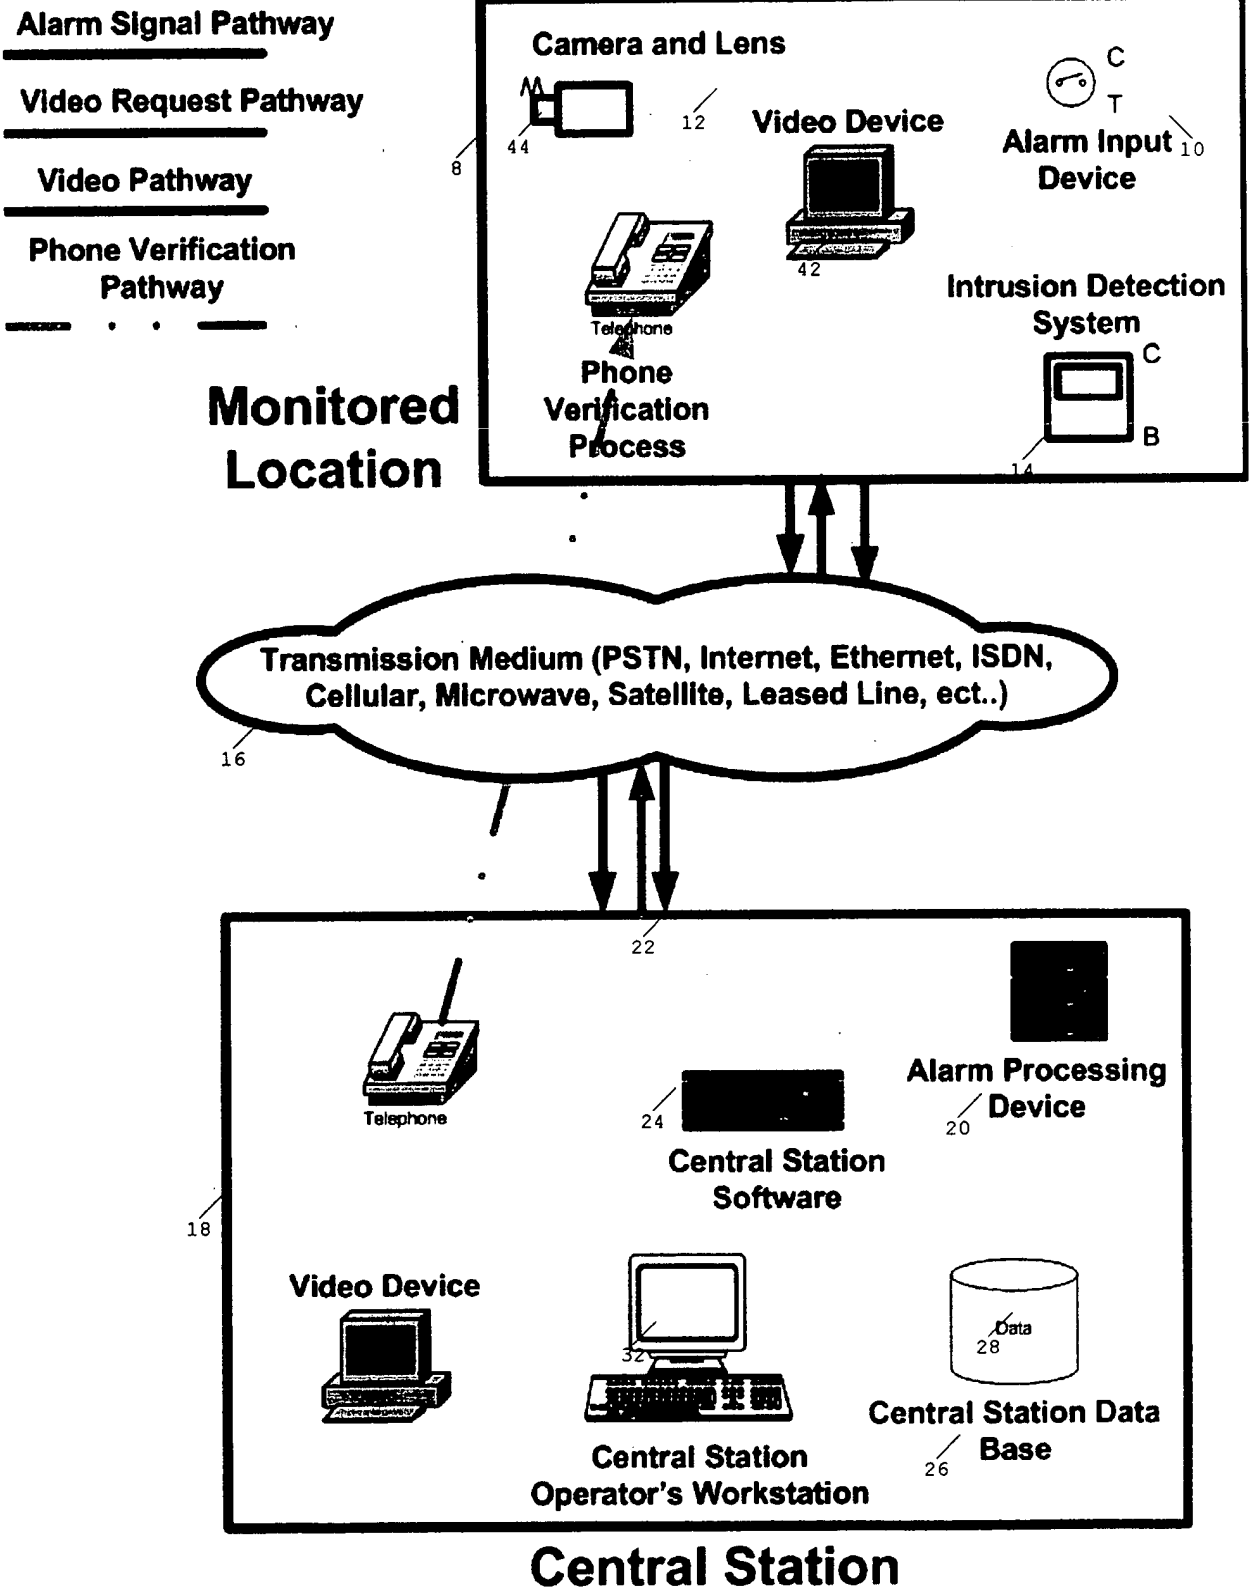 Alarm Signal Pathway
Video Request Pathway
Video Pathway
Phone Verification
Pathway
Camera and Lens
44
12
8
Video Device
42
C
T
Alarm Input
Device
10
Telephone
Phone
Verification
Process
Intrusion Detection
System
C
B
14
Monitored
Location
Transmission Medium (PSTN, Internet, Ethernet, ISDN,
Cellular, Microwave, Satellite, Leased Line, ect..)
16
22
Telephone
24
Central Station
Software
Alarm Processing
Device
20
18
Video Device
32
Central Station
Operator's Workstation
Data
28
Central Station Data
Base
26
Central Station